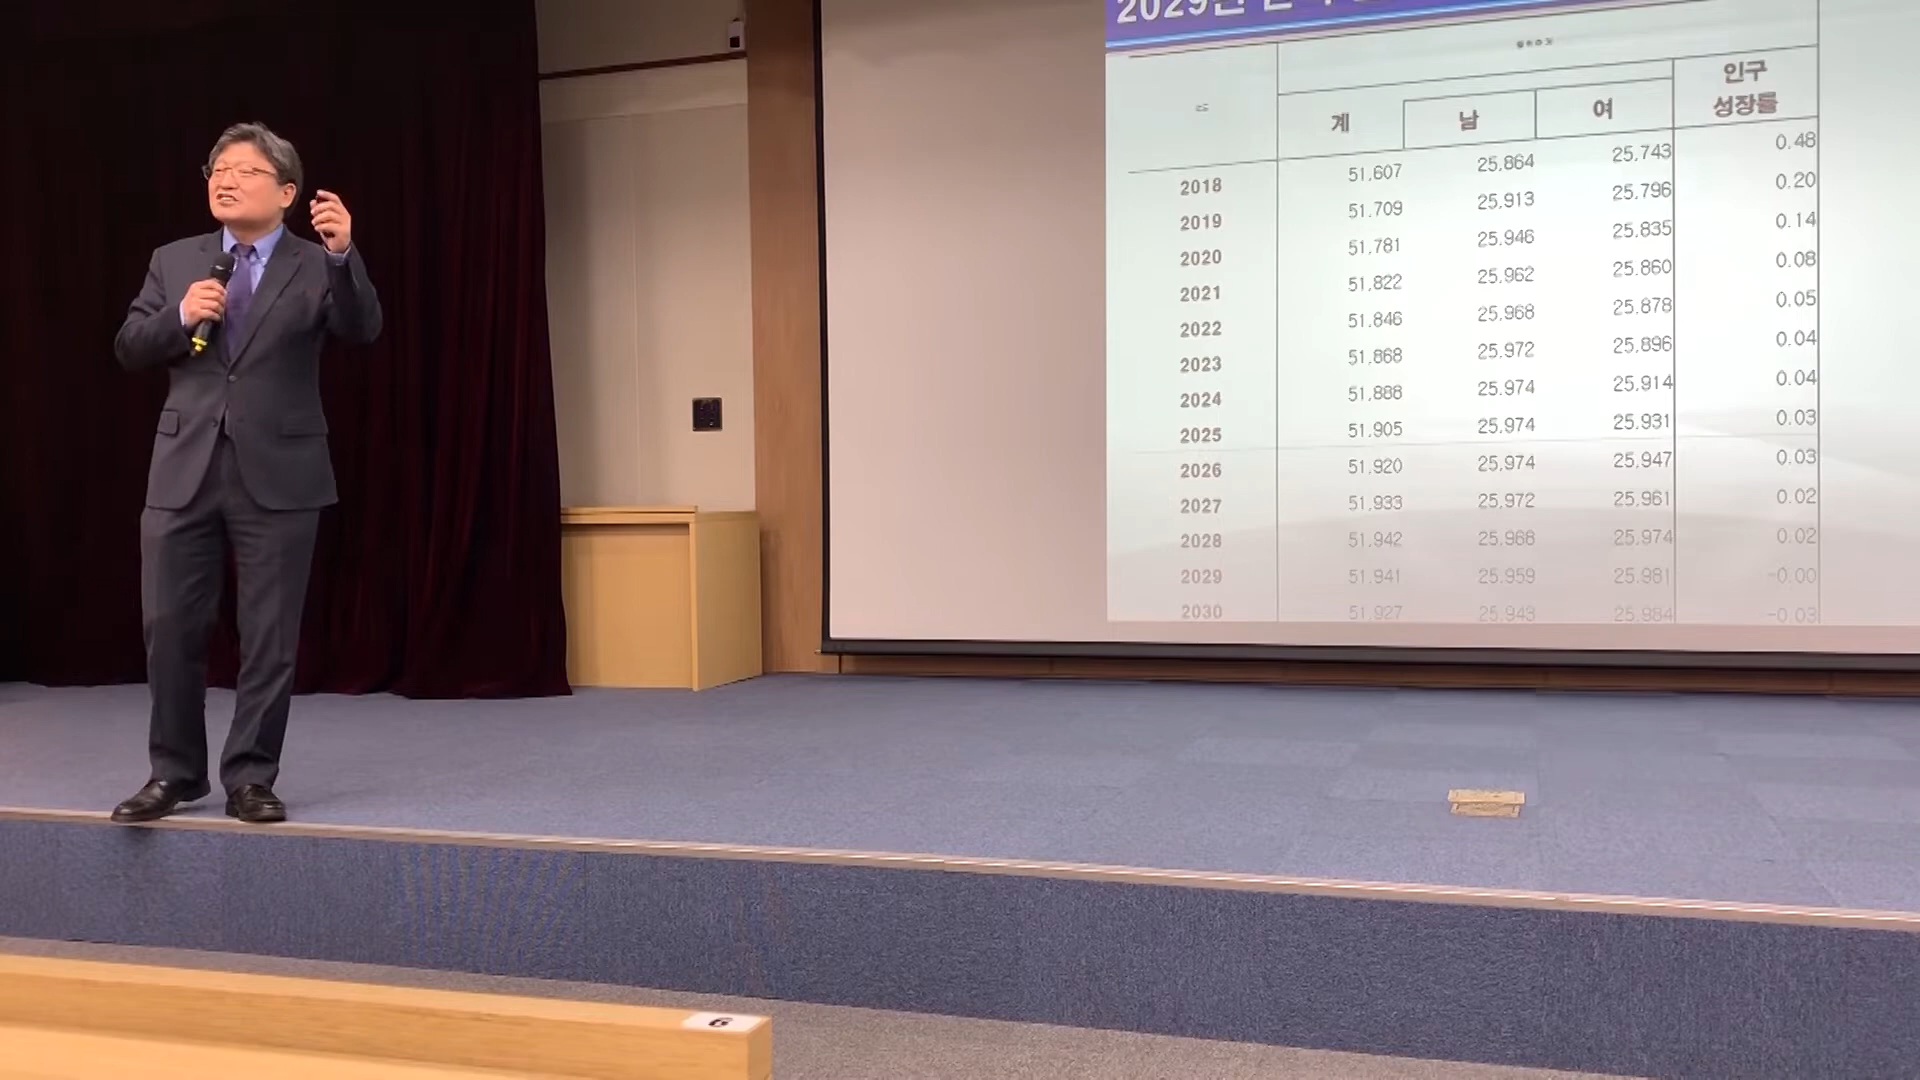 2029년
계 남 여 인구
성장률
2018 51,607 25,864 25,743 0.48
2019 51,709 25,913 25,796 0.20
2020 51,781 25,946 25,835 0.14
2021 51,822 25,962 25,860 0.08
2022 51,846 25,968 25,878 0.05
2023 51,868 25,972 25,896 0.04
2024 51,888 25,974 25,914 0.04
2025 51,905 25,974 25,931 0.03
2026 51,920 25,974 25,947 0.03
2027 51,933 25,972 25,961 0.02
2028 51,942 25,968 25,974 0.02
2029 51,941 25,959 25,981 -0.00
2030 51,927 25,943 25,984 -0.03